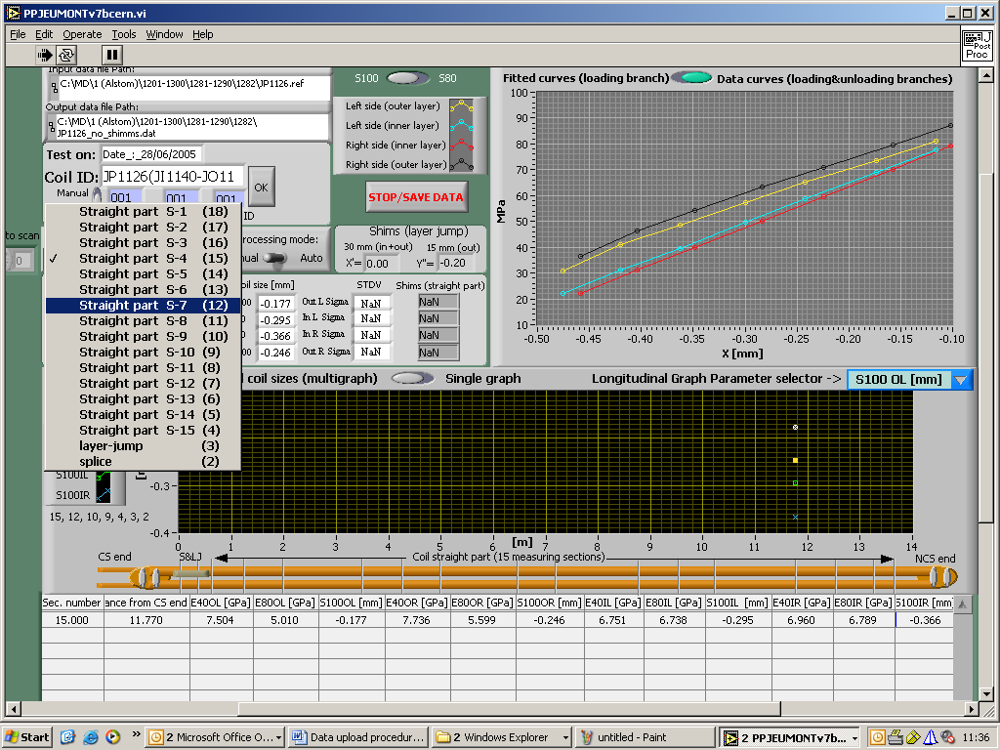 PPJEUMONTv7bcern.vi
File Edit Operate Tools Window Help
J
Post
Proc
Input data file Path:
C:\MD\1 (Alstom)\1201-1300\1281-1290\1282\JP1126.ref
Output data file Path:
C:\MD\1 (Alstom)\1201-1300\1281-1290\1282\
JP1126_no_shimms.dat
Test on: Date_:_28/06/2005
Coil ID: JP1126(JI1140-JO11
OK
Manual 001 001 001
ID
to scan
0
Straight part S-1 (18)
Straight part S-2 (17)
Straight part S-3 (16)
✓ Straight part S-4 (15)
Straight part S-5 (14)
Straight part S-6 (13)
Straight part S-7 (12)
Straight part S-8 (11)
Straight part S-9 (10)
Straight part S-10 (9)
Straight part S-11 (8)
Straight part S-12 (7)
Straight part S-13 (6)
Straight part S-14 (5)
Straight part S-15 (4)
layer-jump (3)
splice (2)
rocessing mode:
ual Auto
S100 S80
Left side (outer layer)
Left side (inner layer)
Right side (inner layer)
Right side (outer layer)
STOP/SAVE DATA
Shims (layer jump)
30 mm (in+out) 15 mm (out)
X'= 0.00 Y''= -0.20
oil size [mm] STDV Shims (straight part)
00 -0.177 Out L Sigma NaN NaN
-0.295 In L Sigma NaN NaN
-0.366 In R Sigma NaN NaN
-0.246 Out R Sigma NaN NaN
Fitted curves (loading branch) Data curves (loading&unloading branches)
MPa
100
90
80
70
60
50
40
30
20
10
-0.50 -0.45 -0.40 -0.35 -0.30 -0.25 -0.20 -0.15 -0.10
X [mm]
l coil sizes (multigraph) Single graph Longitudinal Graph Parameter selector -> S100 OL [mm]
S100IL
S100IR
15, 12, 10, 9, 4, 3, 2
-0.3
-0.4
0 1 2 3 4 5 6 7 8 9 10 11 12 13 14
[m]
CS end S&LJ Coil straight part (15 measuring sections) NCS end
Sec. number ance from CS end E40OL [GPa] E80OL [GPa] S100OL [mm] E40OR [GPa] E80OR [GPa] S100OR [mm] E40IL [GPa] E80IL [GPa] S100IL [mm] E40IR [GPa] E80IR [GPa] S100IR [mm]
15.000 11.770 7.504 5.010 -0.177 7.736 5.599 -0.246 6.751 6.738 -0.295 6.960 6.789 -0.366
Start » 2 Microsoft Office O... Data upload procedur... 2 Windows Explorer untitled - Paint 2 PPJEUMONTv7b... 11:36